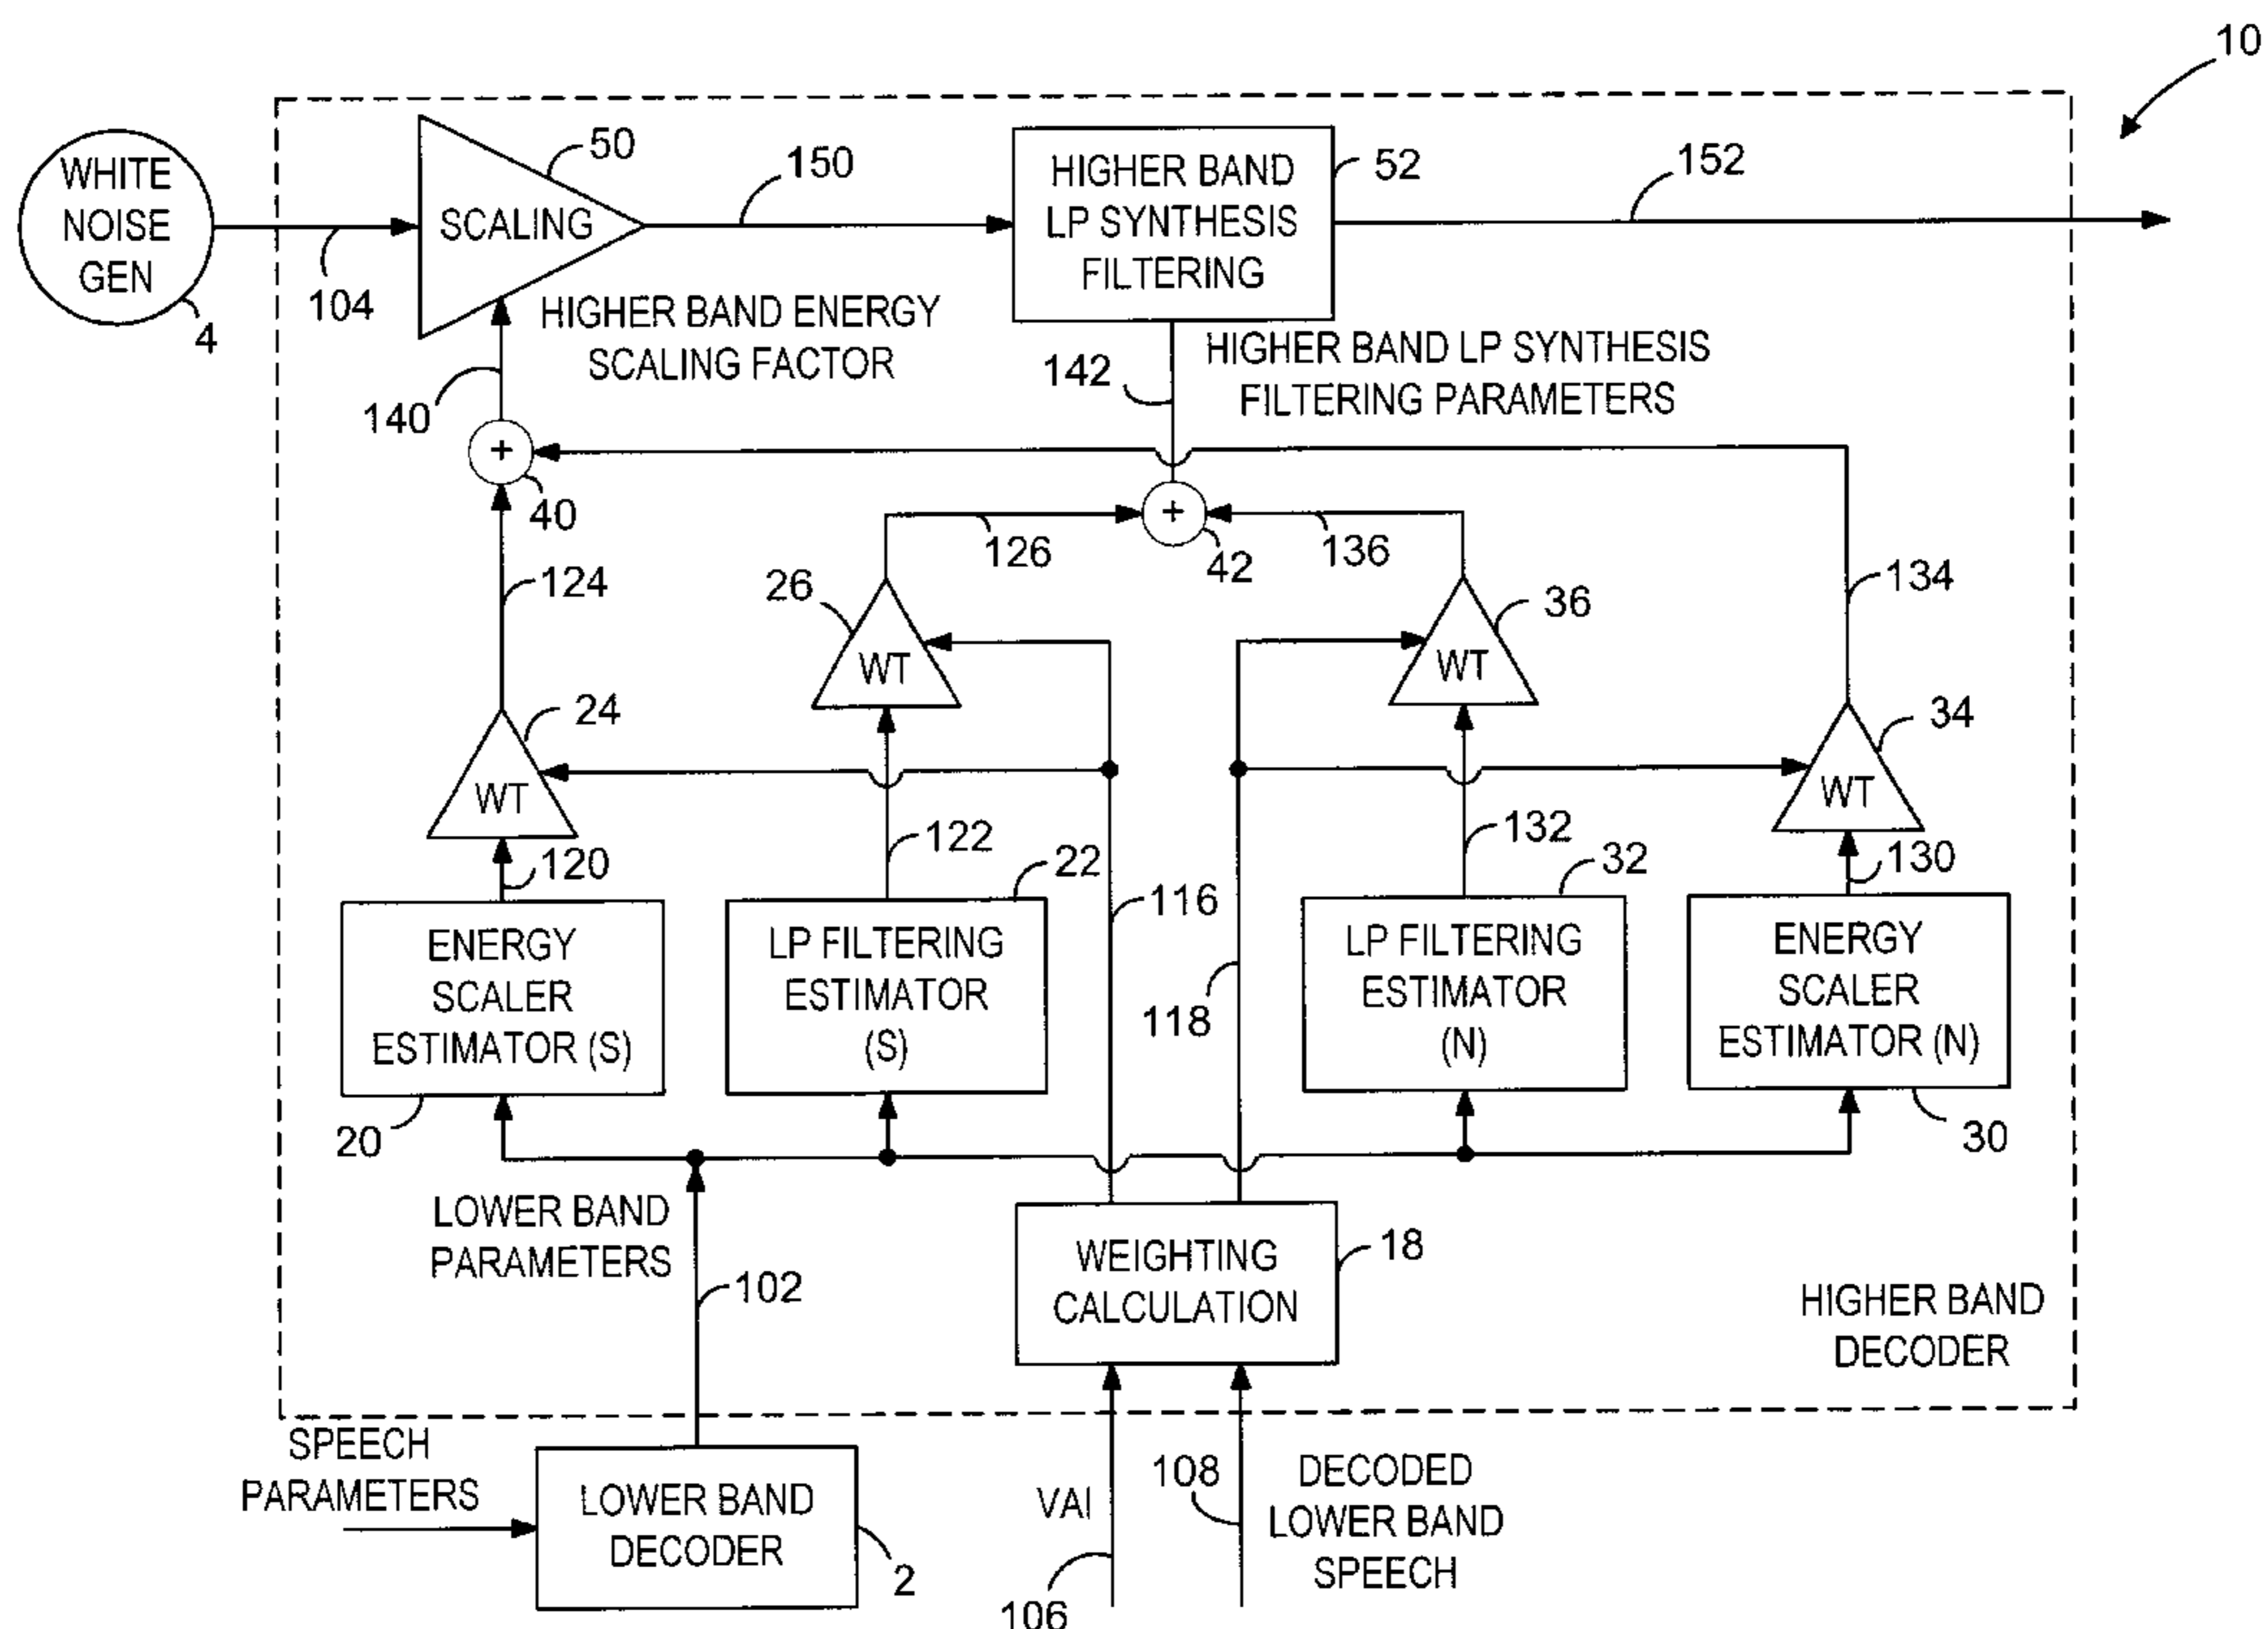 10
WHITE
NOISE
GEN
4
104
SCALING
50
150
HIGHER BAND
LP SYNTHESIS
FILTERING
52
152
HIGHER BAND ENERGY
SCALING FACTOR
140
142
HIGHER BAND LP SYNTHESIS
FILTERING PARAMETERS
+
40
+
42
126
136
124
134
26
WT
36
WT
24
WT
34
WT
120
122
22
116
118
132
32
130
ENERGY
SCALER
ESTIMATOR (S)
20
LP FILTERING
ESTIMATOR
(S)
LP FILTERING
ESTIMATOR
(N)
ENERGY
SCALER
ESTIMATOR (N)
30
LOWER BAND
PARAMETERS
102
WEIGHTING
CALCULATION
18
HIGHER BAND
DECODER
SPEECH
PARAMETERS
LOWER BAND
DECODER
2
VAI
106
108
DECODED
LOWER BAND
SPEECH